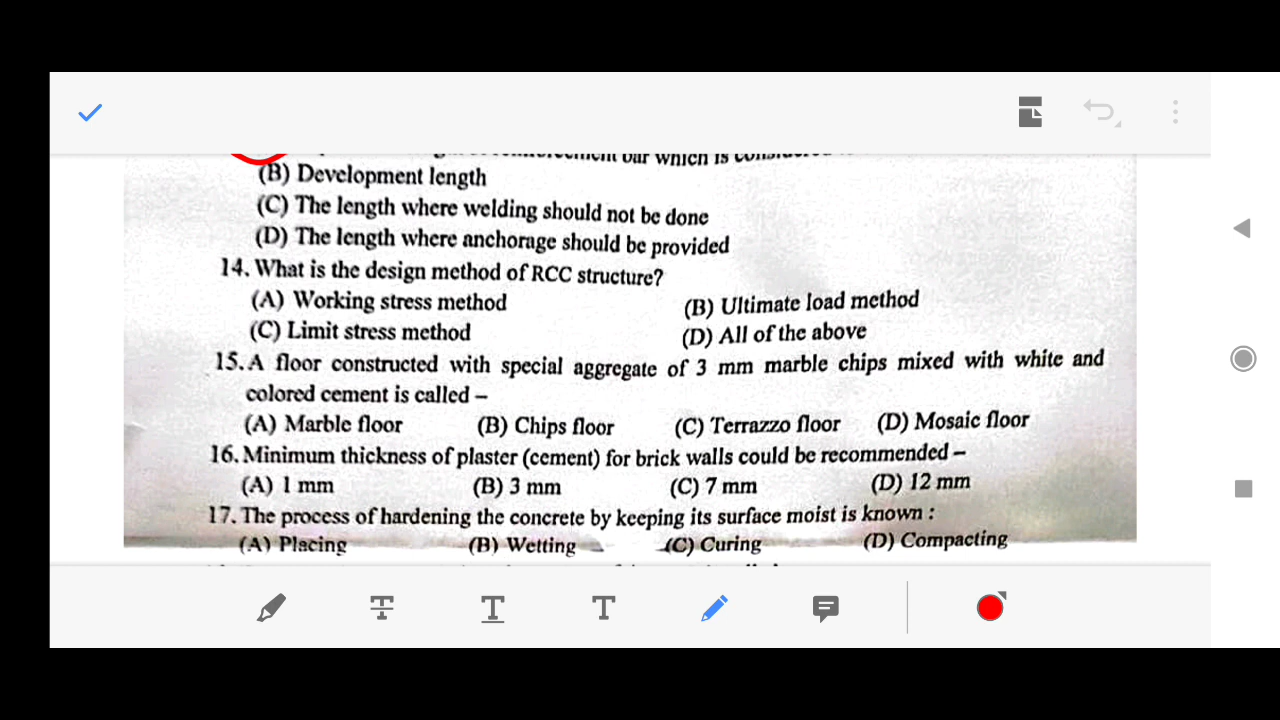 bar which is
(B) Development length
(C) The length where welding should not be done
(D) The length where anchorage should be provided
14. What is the design method of RCC structure?
(A) Working stress method (B) Ultimate load method
(C) Limit stress method (D) All of the above
15. A floor constructed with special aggregate of 3 mm marble chips mixed with white and
colored cement is called –
(A) Marble floor (B) Chips floor (C) Terrazzo floor (D) Mosaic floor
16. Minimum thickness of plaster (cement) for brick walls could be recommended –
(A) 1 mm (B) 3 mm (C) 7 mm (D) 12 mm
17. The process of hardening the concrete by keeping its surface moist is known :
(A) Placing (B) Wetting (C) Curing (D) Compacting
T T T